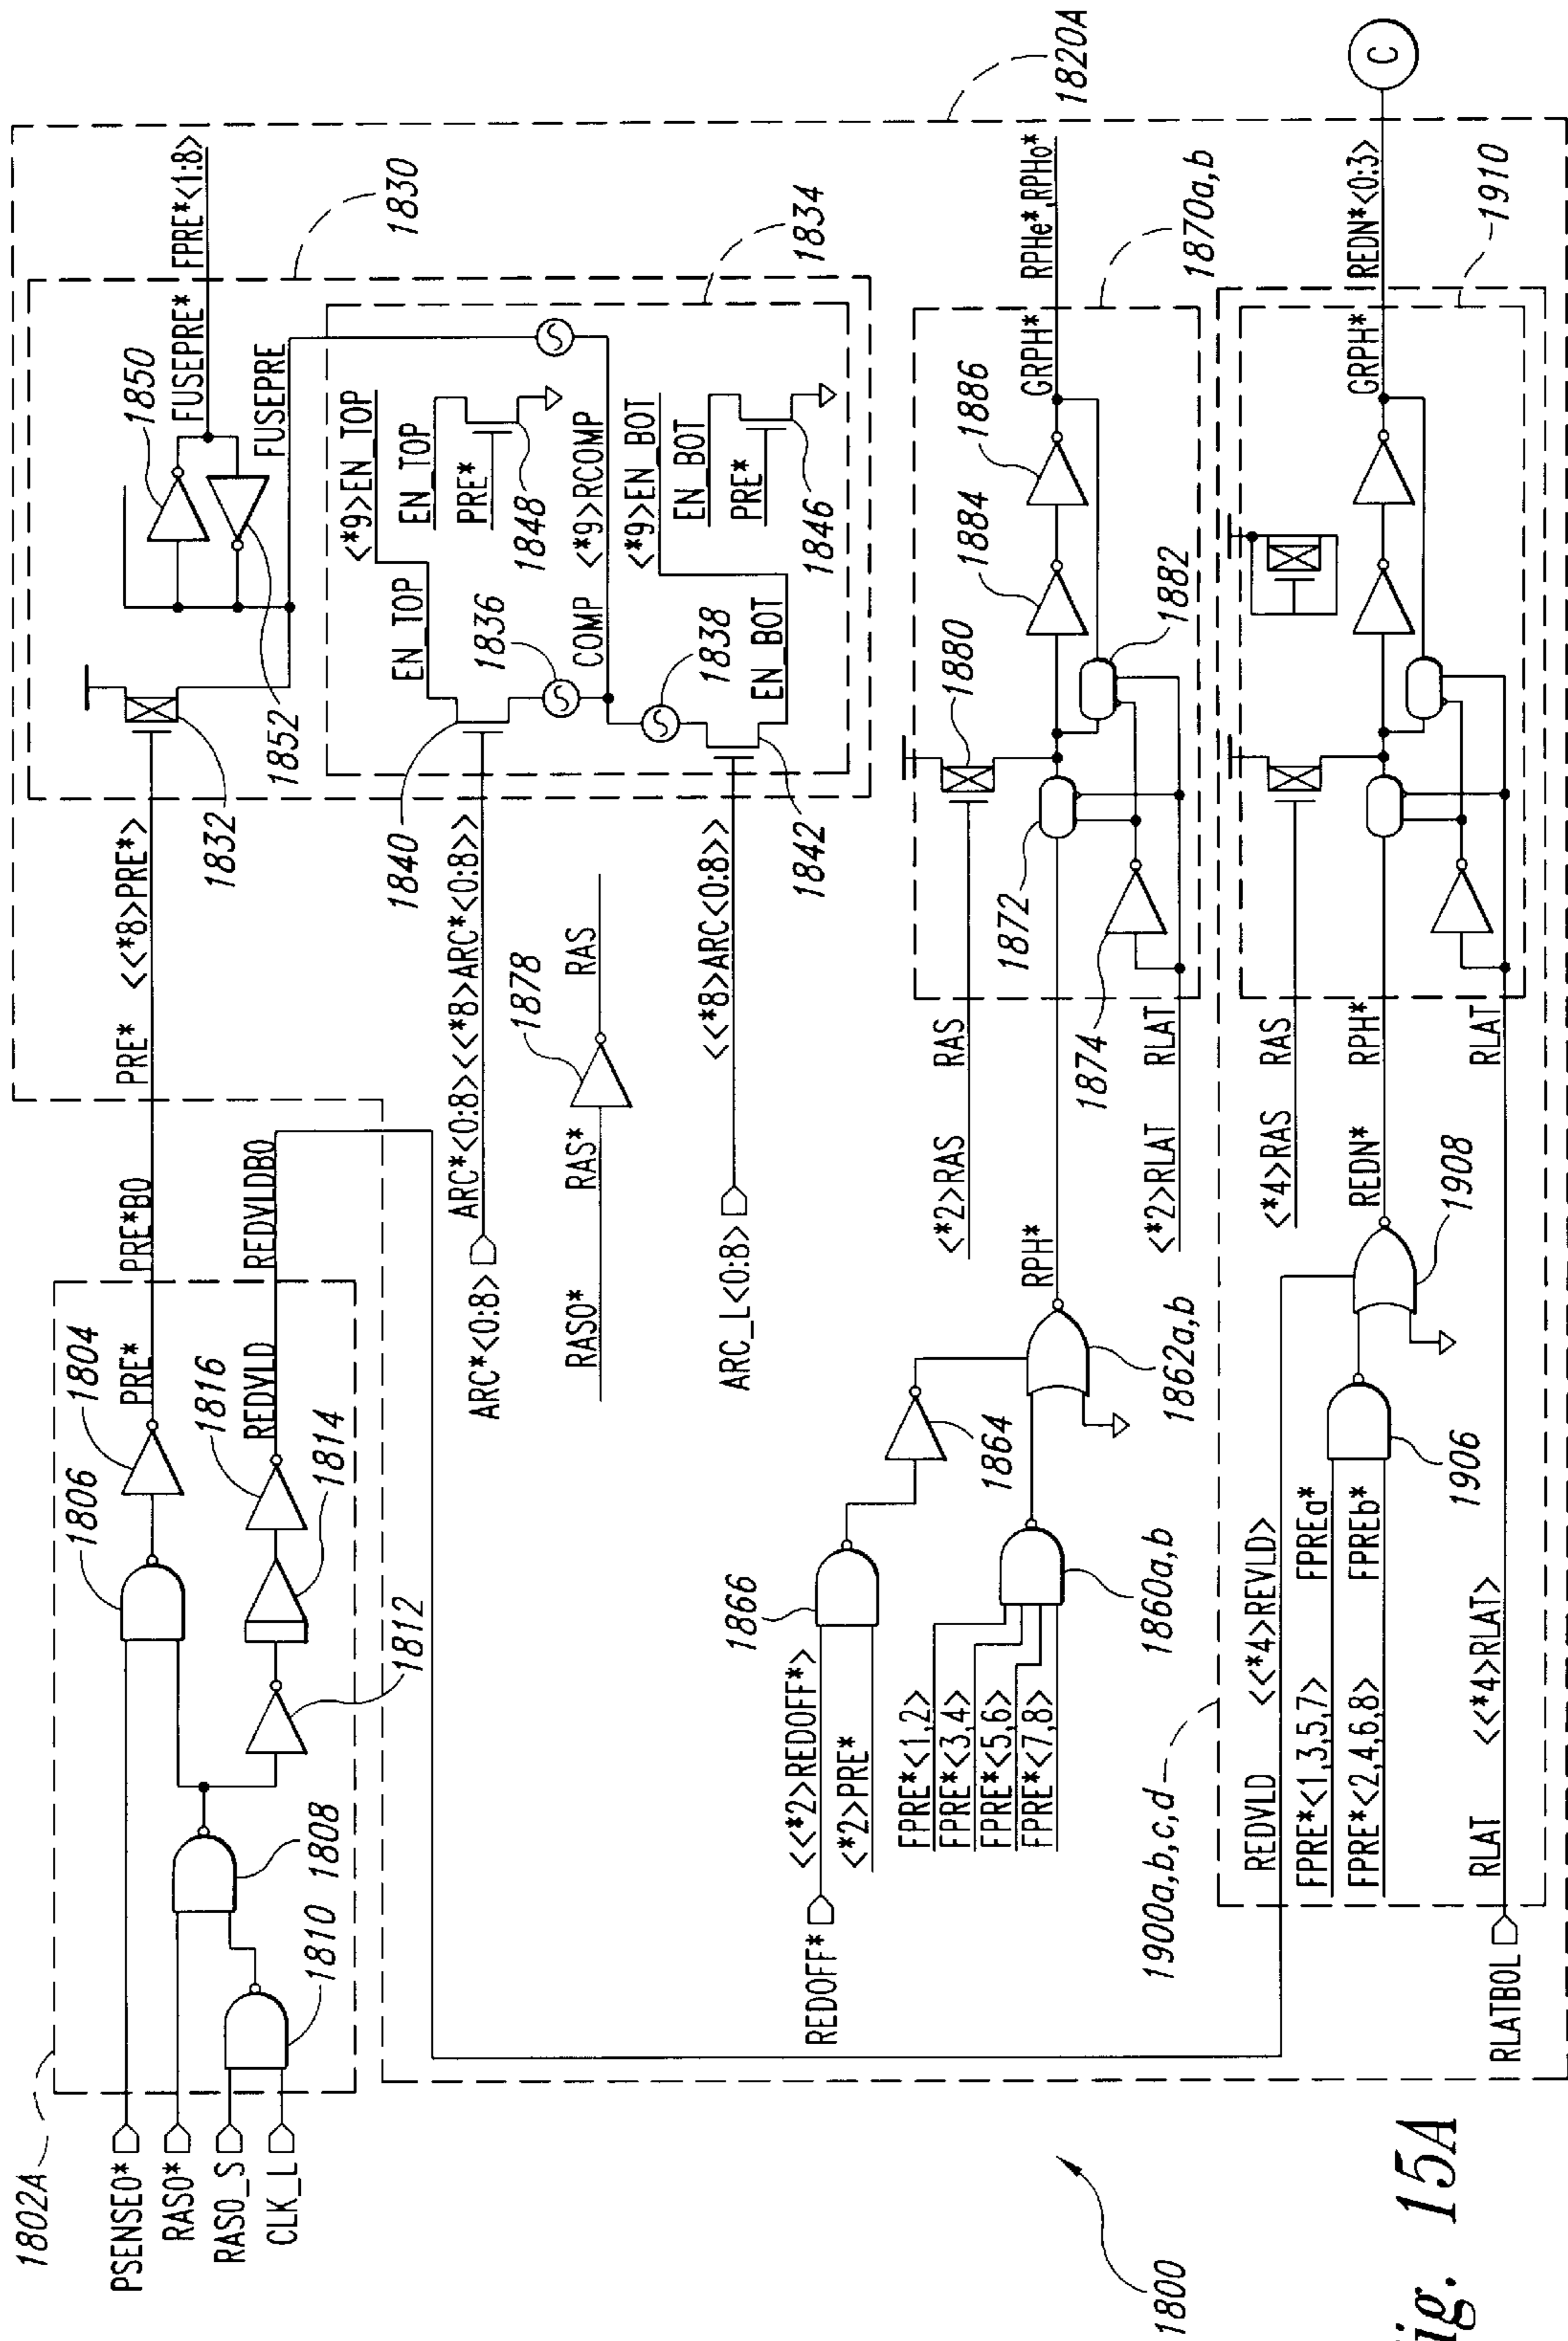 1802A
PSENSE0*
RAS0*
RAS0_S
CLK_L
1810
1808
1806
1804
1812
1814
1816
PRE*
PRE*BO
REDVLD
REDVLDBO
PRE*
<<*8>PRE*>
1832
1852
1850
FUSEPRE*
FUSEPRE
FPRE*<1:8>
1830
1834
ARC*<0:8>
ARC*<0:8><<*8>ARC*<0:8>>
1840
EN_TOP
<*9>EN_TOP
EN_TOP
PRE*
1848
1836
COMP
<*9>RCOMP
1838
<*9>EN_BOT
EN_BOT
PRE*
1846
EN_BOT
RAS0*
RAS*
1878
RAS
ARC_L<0:8>
<<*8>ARC<0:8>>
1842
1820A
REDOFF*
<<*2>REDOFF*>
<*2>PRE*
1866
1864
FPRE*<1,2>
FPRE*<3,4>
FPRE*<5,6>
FPRE*<7,8>
1860a,b
1862a,b
RPH*
<*2>RAS
RAS
<*2>RLAT
RLAT
1872
1874
1880
1882
1884
1886
GRPH*
RPHe*,RPHo*
1870a,b
1900a,b,c,d
REDVLD
<<*4>REVLD>
FPRE*<1,3,5,7>
FPREa*
FPRE*<2,4,6,8>
FPREb*
1906
1908
REDN*
RPH*
<*4>RAS
RAS
RLATBOL
RLAT
<<*4>RLAT>
RLAT
GRPH*
REDN*<0:3>
C
1910
1800
ig. 15A